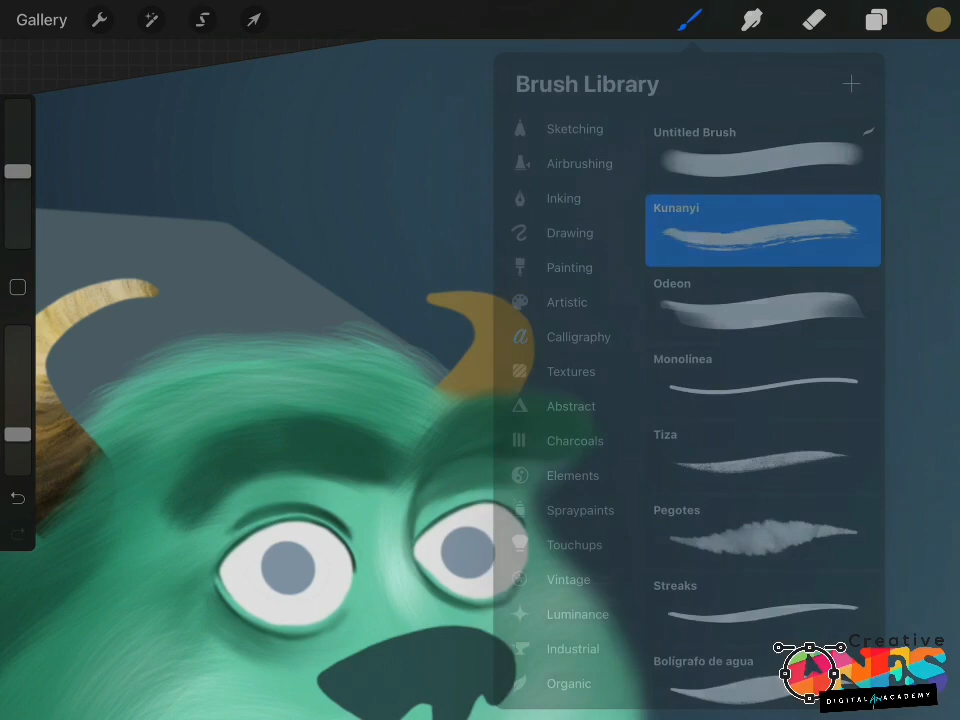 Gallery
Brush Library
Sketching
Airbrushing
Inking
Drawing
Painting
Artistic
Calligraphy
Textures
Abstract
Charcoals
Elements
Spraypaints
Touchups
Vintage
Luminance
Industrial
Organic
Untitled Brush
Kunanyi
Odeon
Monolínea
Tiza
Pegotes
Streaks
Bolígrafo de agua
Creative
DIGITAL ACADEMY